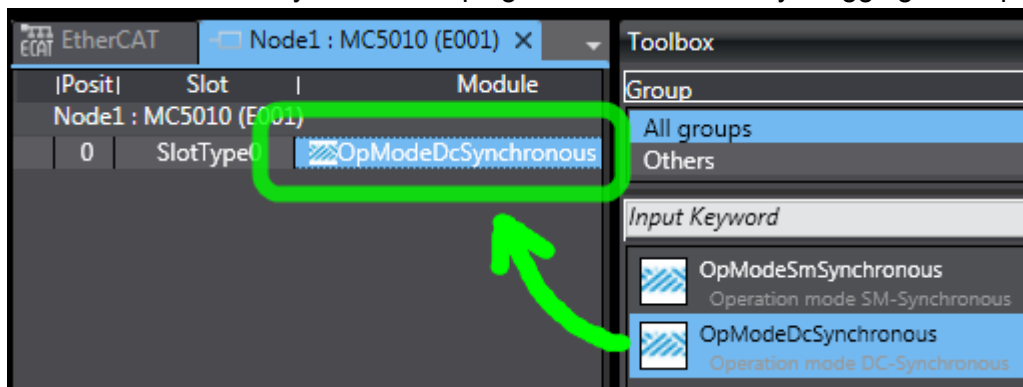 ECAT EtherCAT
Node1 : MC5010 (E001)
|Posit| Slot | Module
Node1 : MC5010 (E001)
0 SlotType0 OpModeDcSynchronous
Toolbox
Group
All groups
Others
Input Keyword
OpModeSmSynchronous
Operation mode SM-Synchronous
OpModeDcSynchronous
Operation mode DC-Synchronous